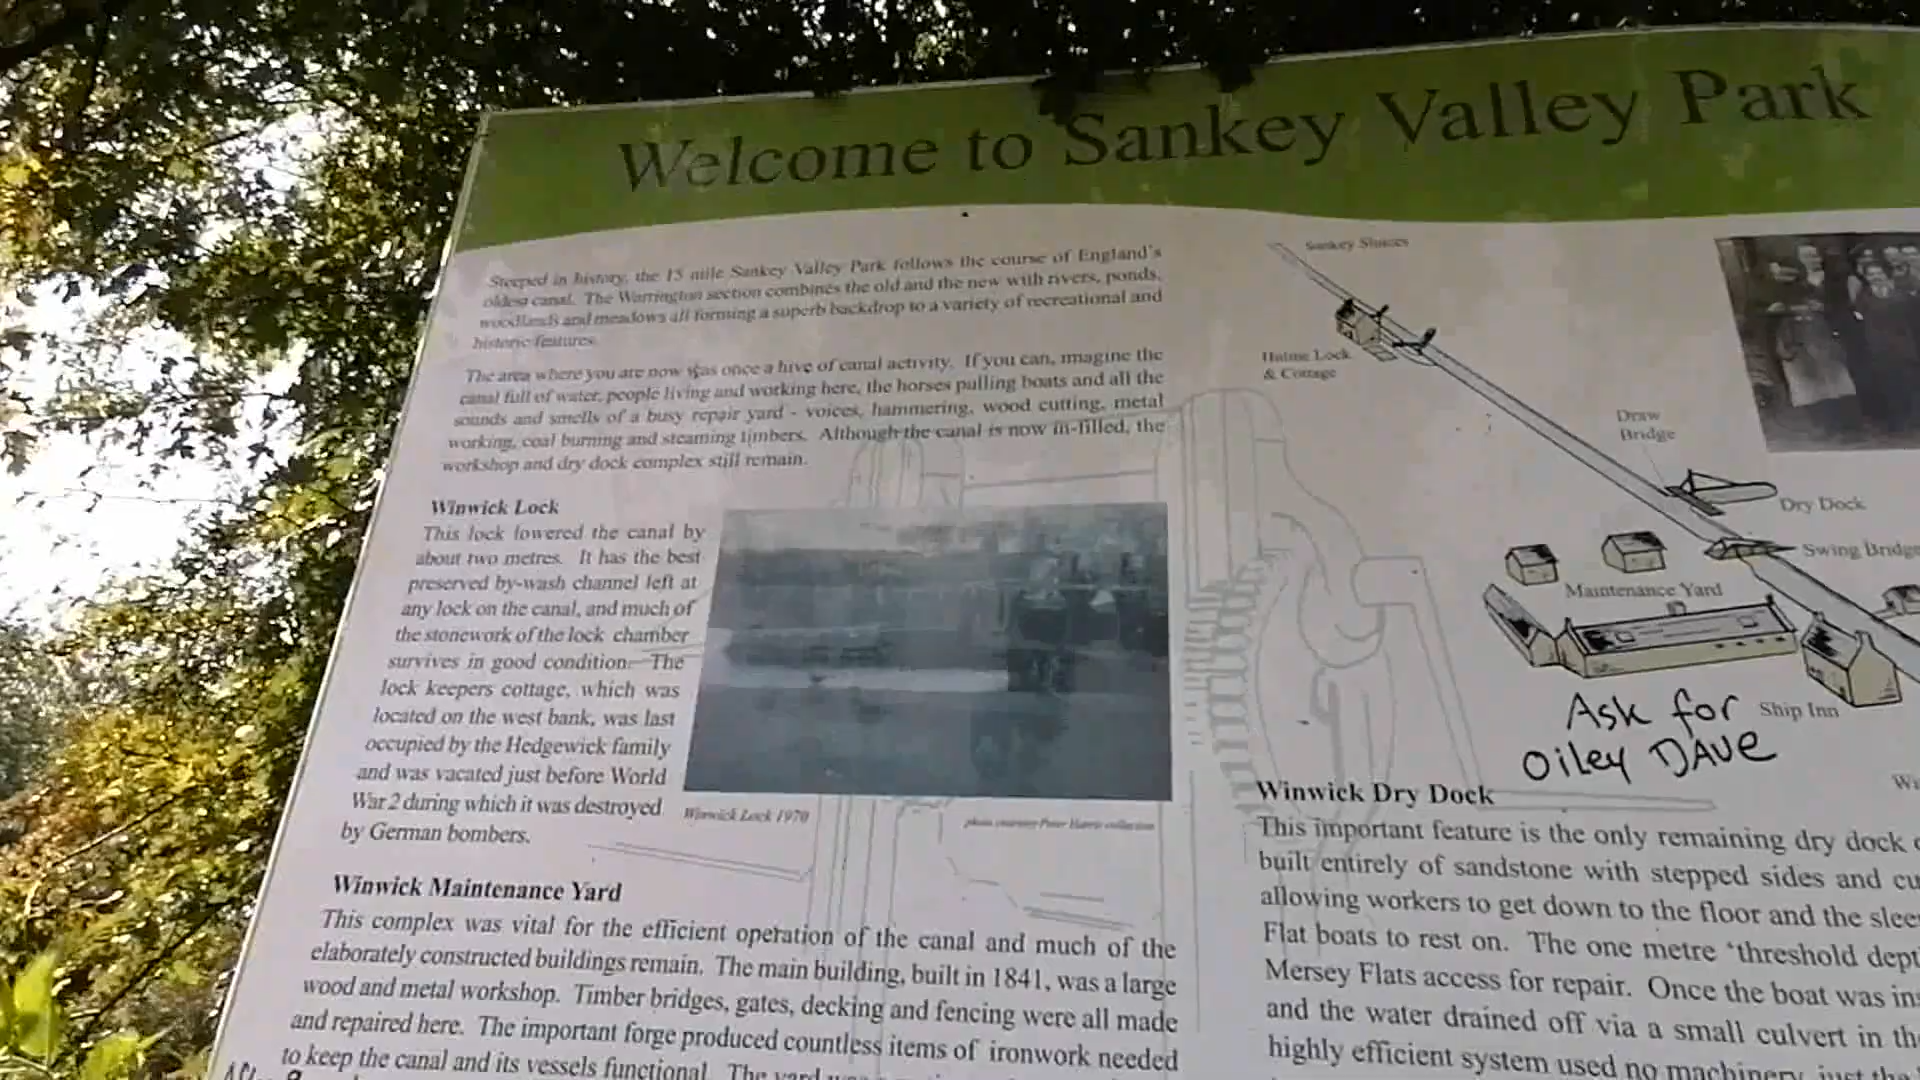 Welcome to Sankey Valley Park
Steeped in history, the 15 mile Sankey Valley Park follows the course of England's
oldest canal. The Warrington section combines the old and the new with rivers, ponds,
woodlands and meadows all forming a superb backdrop to a variety of recreational and
historic features.
The area where you are now was once a hive of canal activity. If you can, imagine the
canal full of water, people living and working here, the horses pulling boats and all the
sounds and smells of a busy repair yard - voices, hammering, wood cutting, metal
working, coal burning and steaming timbers. Although the canal is now in-filled, the
workshop and dry dock complex still remain.
Winwick Lock
This lock lowered the canal by
about two metres. It has the best
preserved by-wash channel left at
any lock on the canal, and much of
the stonework of the lock chamber
survives in good condition. The
lock keepers cottage, which was
located on the west bank, was last
occupied by the Hedgewick family
and was vacated just before World
War 2 during which it was destroyed
by German bombers.
Winwick Lock 1970
photo courtesy Peter Harris collection
Winwick Maintenance Yard
This complex was vital for the efficient operation of the canal and much of the
elaborately constructed buildings remain. The main building, built in 1841, was a large
wood and metal workshop. Timber bridges, gates, decking and fencing were all made
and repaired here. The important forge produced countless items of ironwork needed
to keep the canal and its vessels functional. The yard
Sankey Sluices
Hulme Lock
& Cottage
Draw
Bridge
Dry Dock
Swing Bridge
Maintenance Yard
Ship Inn
Ask for
Oiley DAVe
Winwick Dry Dock
This important feature is the only remaining dry dock
built entirely of sandstone with stepped sides and
allowing workers to get down to the floor and the
Flat boats to rest on. The one metre 'threshold
Mersey Flats access for repair. Once the boat was
and the water drained off via a small culvert in
highly efficient system used no machinery, just the